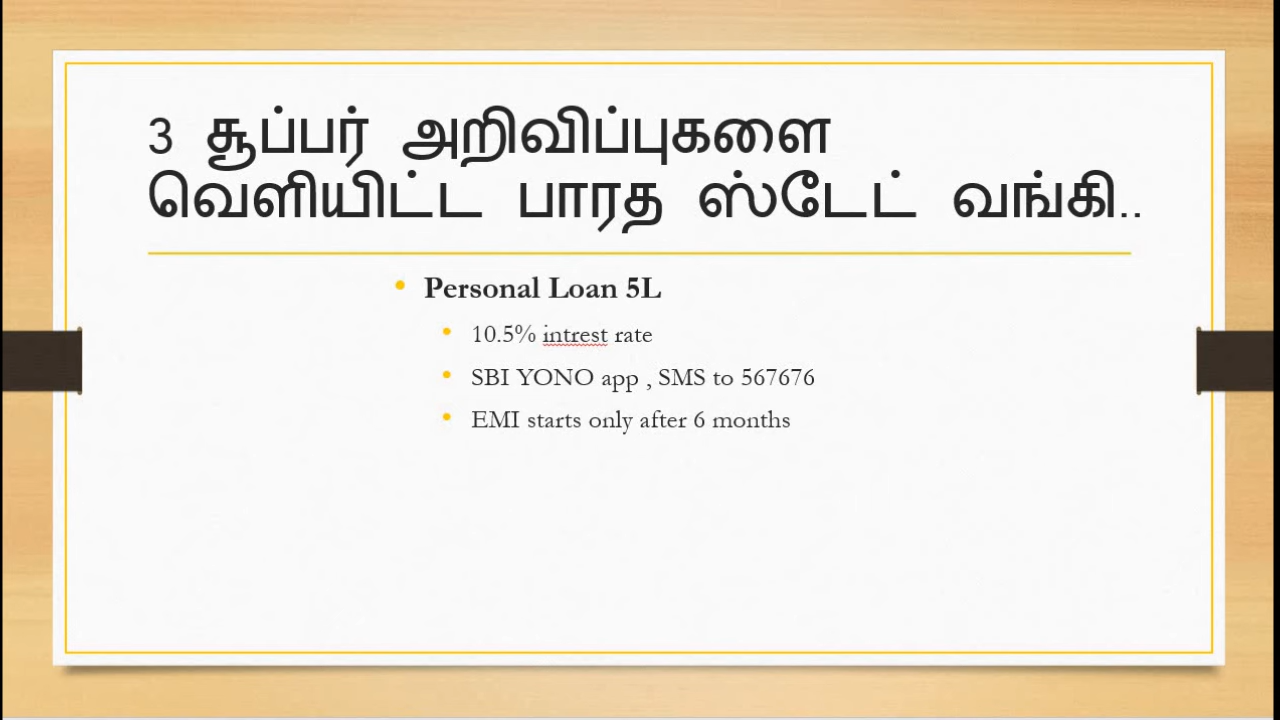 3 சூப்பர் அறிவிப்புகளை
வெளியிட்ட பாரத ஸ்டேட் வங்கி..
• Personal Loan 5L
• 10.5% intrest rate
• SBI YONO app , SMS to 567676
• EMI starts only after 6 months